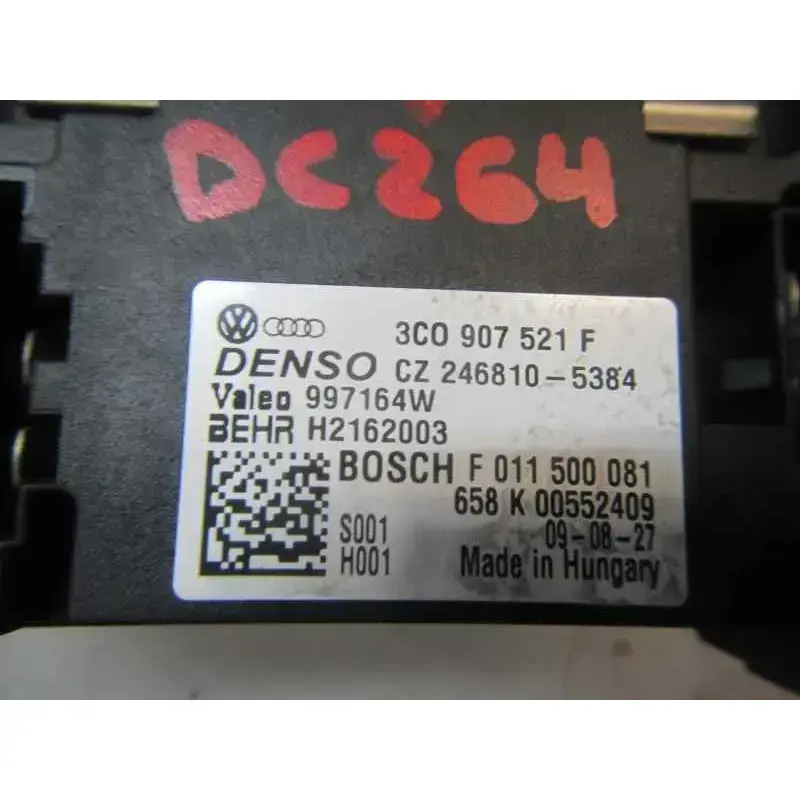 DC264
3C0 907 521 F
DENSO CZ 246810-5384
Valeo 997164W
BEHR H2162003
BOSCH F 011 500 081
658 K 00552409
S001 09-08-27
H001 Made in Hungary